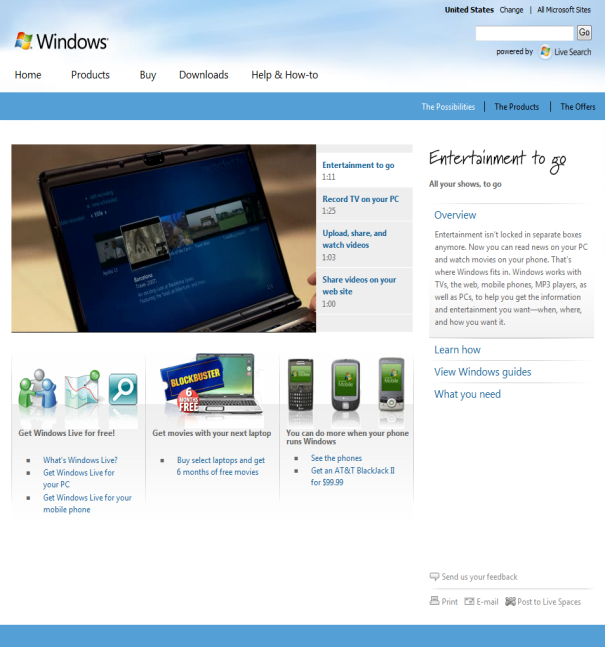 United States Change | All Microsoft Sites
Windows
Go
powered by Live Search
Home Products Buy Downloads Help & How-to
The Possibilities | The Products | The Offers
title
Barcelona
Travel (2007)
Entertainment to go
1:11
Record TV on your PC
1:25
Upload, share, and
watch videos
1:03
Share videos on your
web site
1:00
Entertainment to go
All your shows, to go
Overview
Entertainment isn't locked in separate boxes
anymore. Now you can read news on your PC
and watch movies on your phone. That's
where Windows fits in. Windows works with
TVs, the web, mobile phones, MP3 players, as
well as PCs, to help you get the information
and entertainment you want—when, where,
and how you want it.
Learn how
View Windows guides
What you need
BLOCKBUSTER
6
MONTHS
FREE
Mobile
Mobile
Mobile
Get Windows Live for free!
What's Windows Live?
Get Windows Live for
your PC
Get Windows Live for your
mobile phone
Get movies with your next laptop
Buy select laptops and get
6 months of free movies
You can do more when your phone
runs Windows
See the phones
Get an AT&T BlackJack II
for $99.99
Send us your feedback
Print E-mail Post to Live Spaces